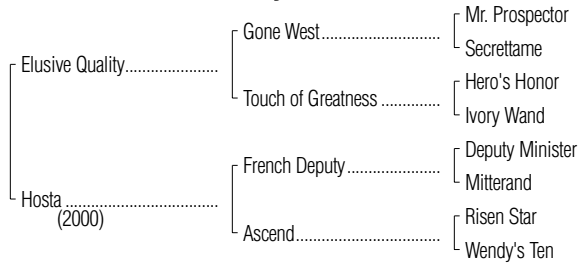 Mr. Prospector
Gone West
Secrettame
Elusive Quality
Hero's Honor
Touch of Greatness
Ivory Wand
Deputy Minister
French Deputy
Mitterand
Hosta
(2000)
Risen Star
Ascend
Wendy's Ten